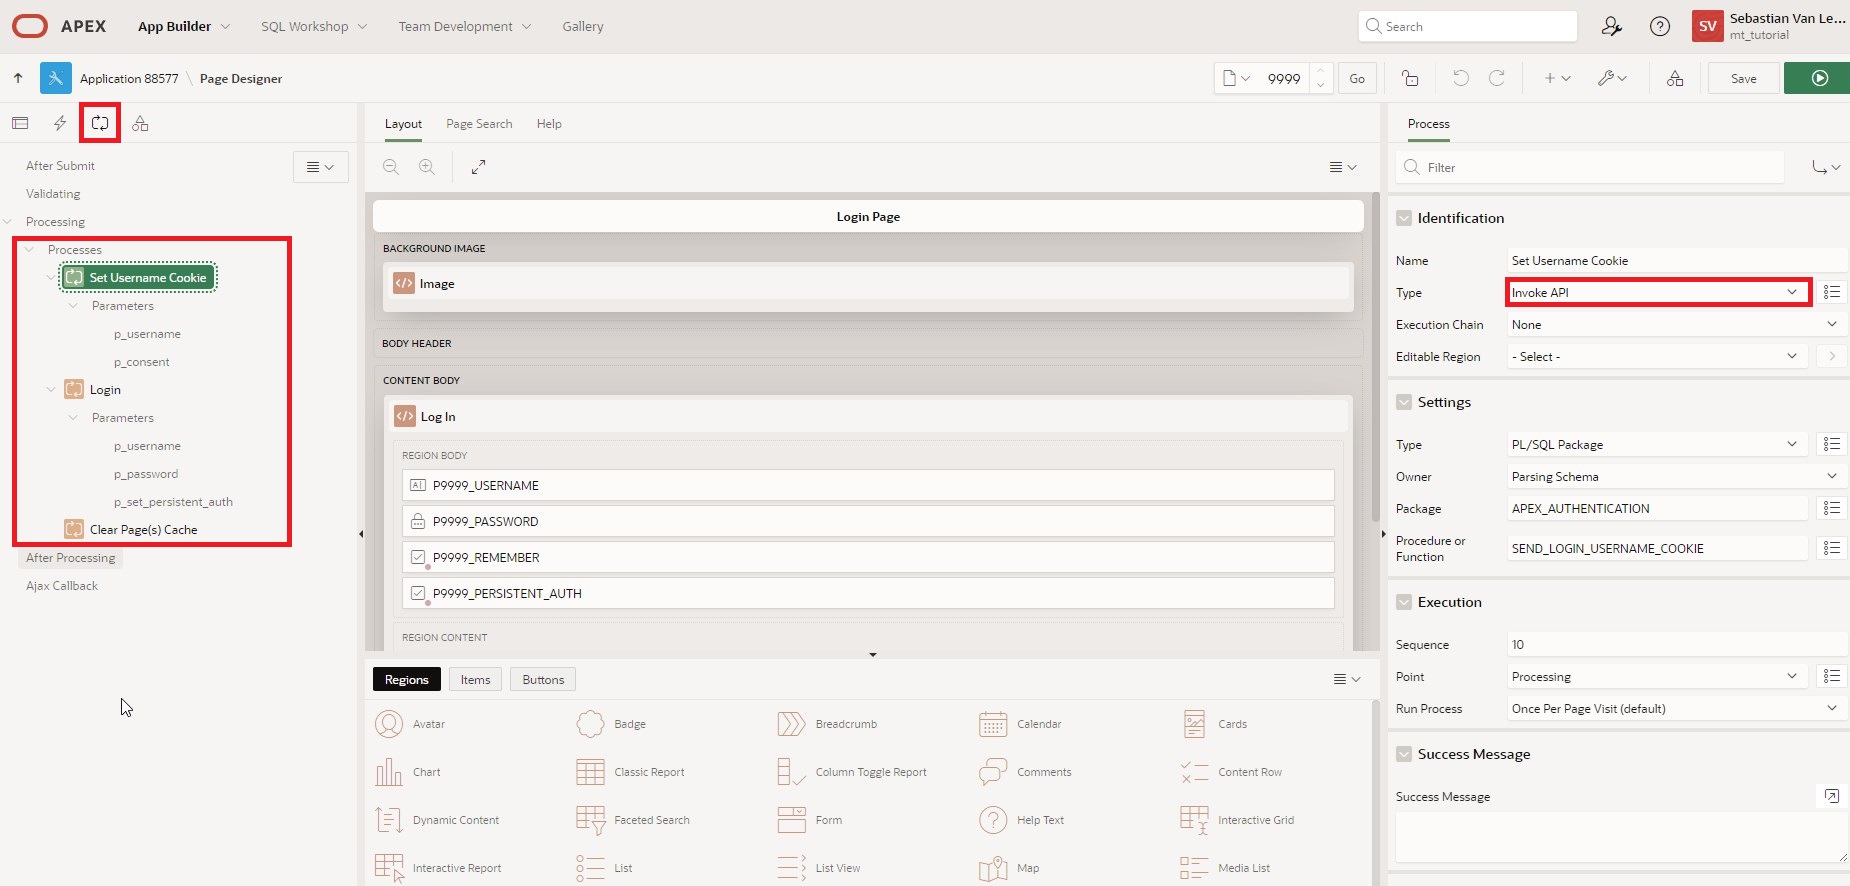 APEX App Builder SQL Workshop Team Development Gallery Search SV Sebastian Van Le...
mt_tutorial
Application 88577 \ Page Designer 9999 Go Save
Layout Page Search Help
Process
After Submit
Validating
Processing
Processes
Set Username Cookie
Parameters
p_username
p_consent
Login
Parameters
p_username
p_password
p_set_persistent_auth
Clear Page(s) Cache
After Processing
Ajax Callback
Login Page
BACKGROUND IMAGE
Image
BODY HEADER
CONTENT BODY
Log In
REGION BODY
P9999_USERNAME
P9999_PASSWORD
P9999_REMEMBER
P9999_PERSISTENT_AUTH
REGION CONTENT
Regions Items Buttons
Avatar Badge Breadcrumb Calendar Cards
Chart Classic Report Column Toggle Report Comments Content Row
Dynamic Content Faceted Search Form Help Text Interactive Grid
Interactive Report List List View Map Media List
Filter
Identification
Name Set Username Cookie
Type Invoke API
Execution Chain None
Editable Region - Select -
Settings
Type PL/SQL Package
Owner Parsing Schema
Package APEX_AUTHENTICATION
Procedure or
Function SEND_LOGIN_USERNAME_COOKIE
Execution
Sequence 10
Point Processing
Run Process Once Per Page Visit (default)
Success Message
Success Message